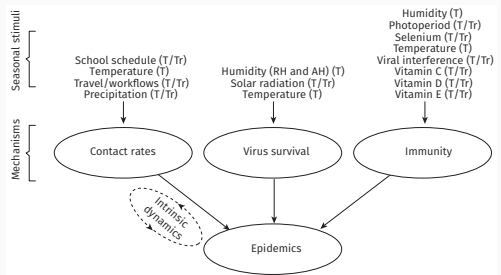 Seasonal stimuli
School schedule (T/Tr)
Temperature (T)
Travel/workflows (T/Tr)
Precipitation (T/Tr)
Humidity (RH and AH) (T)
Solar radiation (T/Tr)
Temperature (T)
Humidity (T)
Photoperiod (T/Tr)
Selenium (T/Tr)
Temperature (T)
Viral interference (T/Tr)
Vitamin C (T/Tr)
Vitamin D (T/Tr)
Vitamin E (T/Tr)
Mechanisms
Contact rates
Virus survival
Immunity
Intrinsic
dynamics
Epidemics